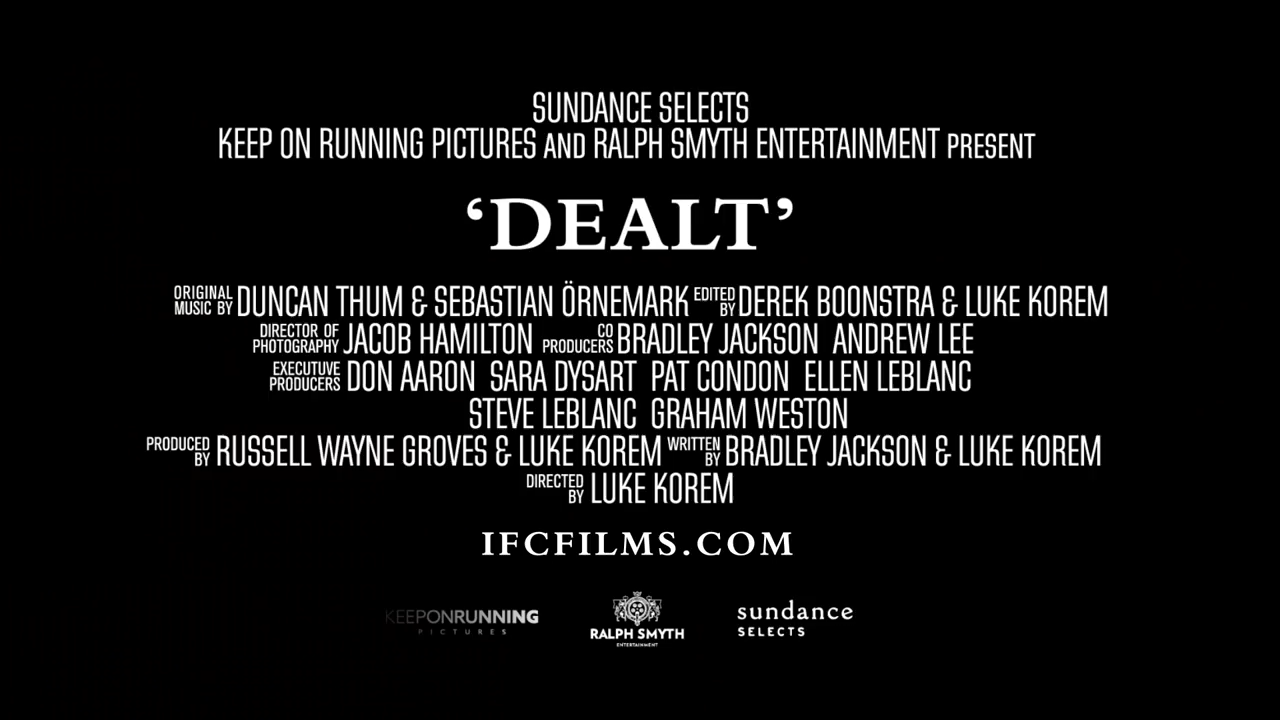 SUNDANCE SELECTS
KEEP ON RUNNING PICTURES AND RALPH SMYTH ENTERTAINMENT PRESENT
‘DEALT’
ORIGINAL MUSIC BY DUNCAN THUM & SEBASTIAN ÖRNEMARK EDITED BY DEREK BOONSTRA & LUKE KOREM
DIRECTOR OF PHOTOGRAPHY JACOB HAMILTON CO PRODUCERS BRADLEY JACKSON ANDREW LEE
EXECUTUVE PRODUCERS DON AARON SARA DYSART PAT CONDON ELLEN LEBLANC
STEVE LEBLANC GRAHAM WESTON
PRODUCED BY RUSSELL WAYNE GROVES & LUKE KOREM WRITTEN BY BRADLEY JACKSON & LUKE KOREM
DIRECTED BY LUKE KOREM
IFCFILMS.COM
KEEPONRUNNING
PICTURES
RALPH SMYTH
ENTERTAINMENT
sundance
SELECTS